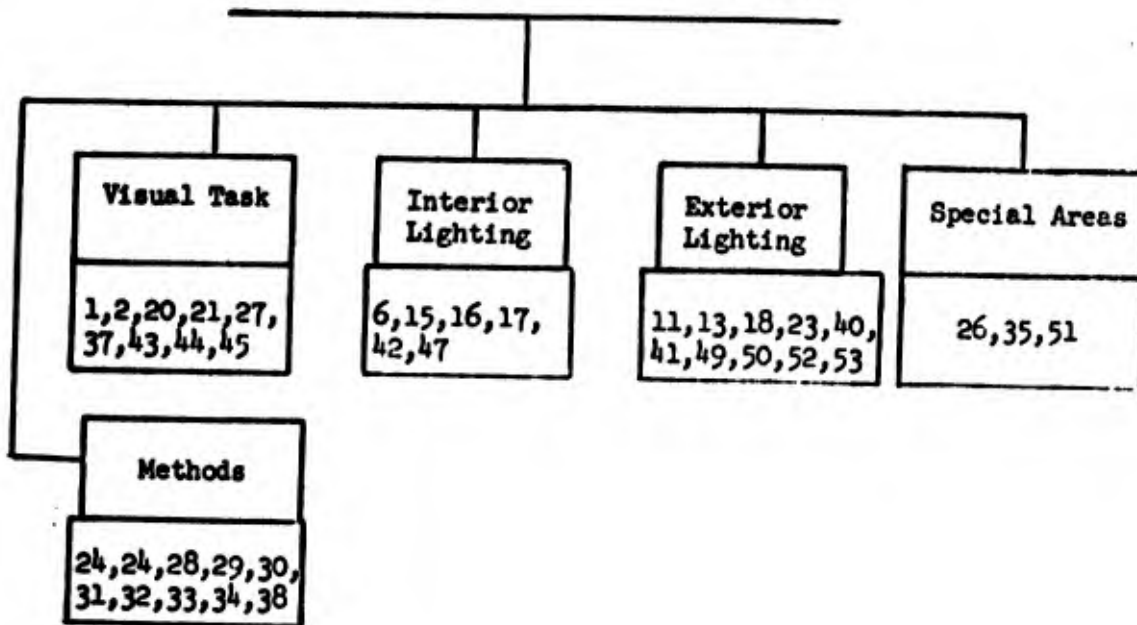 Visual Task
1,2,20,21,27,
37,43,44,45
Interior
Lighting
6,15,16,17,
42,47
Exterior
Lighting
11,13,18,23,40,
41,49,50,52,53
Special Areas
26,35,51
Methods
24,24,28,29,30,
31,32,33,34,38